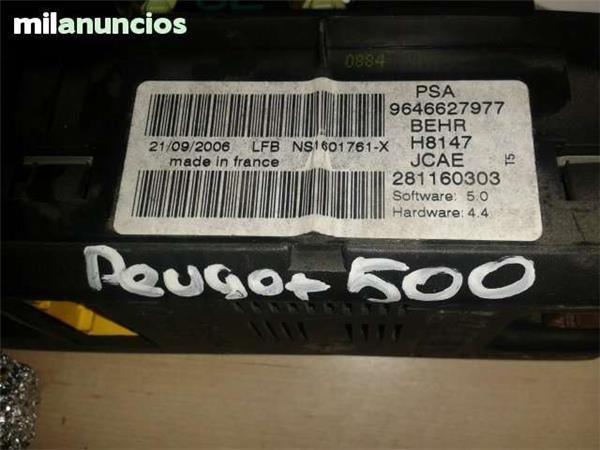 milanuncios
0884
PSA
9646627977
BEHR
H8147
JCAE
281160303
Software: 5.0
Hardware: 4.4
T5
21/09/2006 LFB NS1601761-X
made in france
Peugot 500